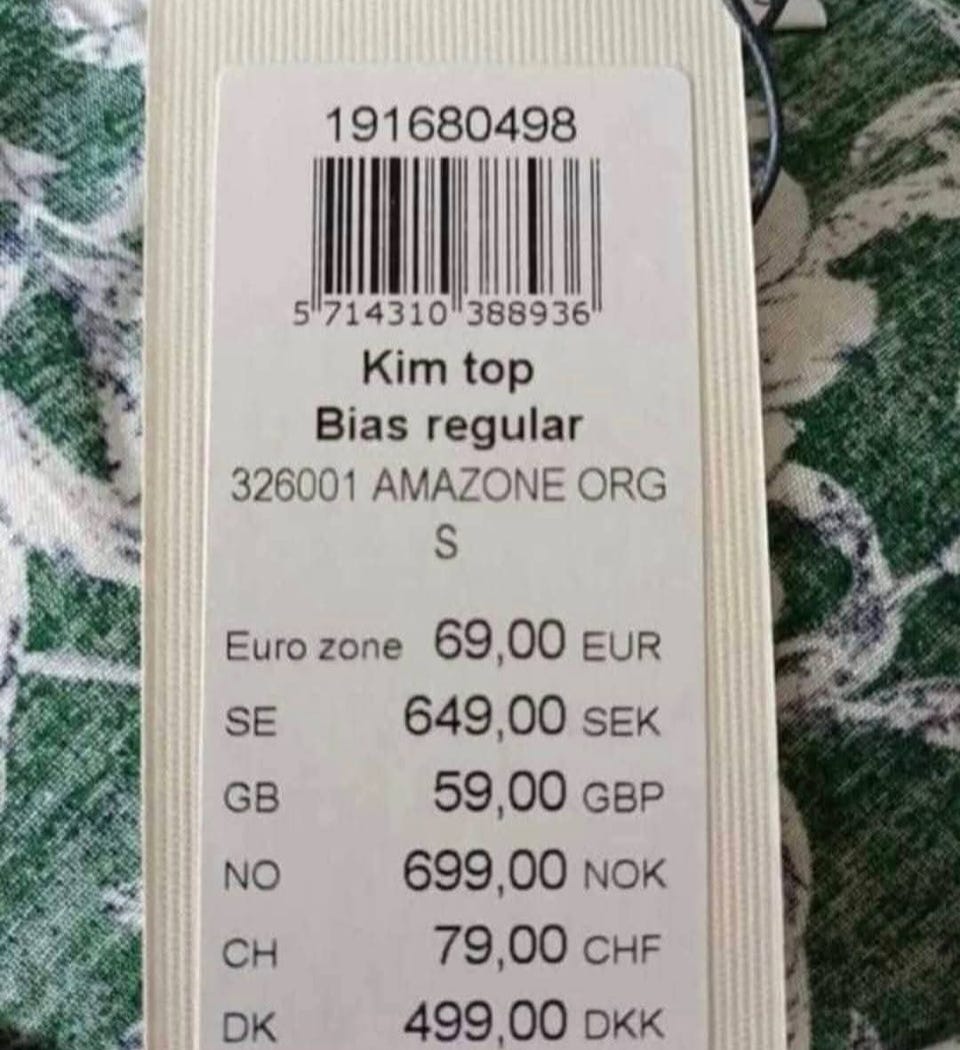 191680498
5 714310 388936
Kim top
Bias regular
326001 AMAZONE ORG
S
Euro zone 69,00 EUR
SE 649,00 SEK
GB 59,00 GBP
NO 699,00 NOK
CH 79,00 CHF
DK 499,00 DKK